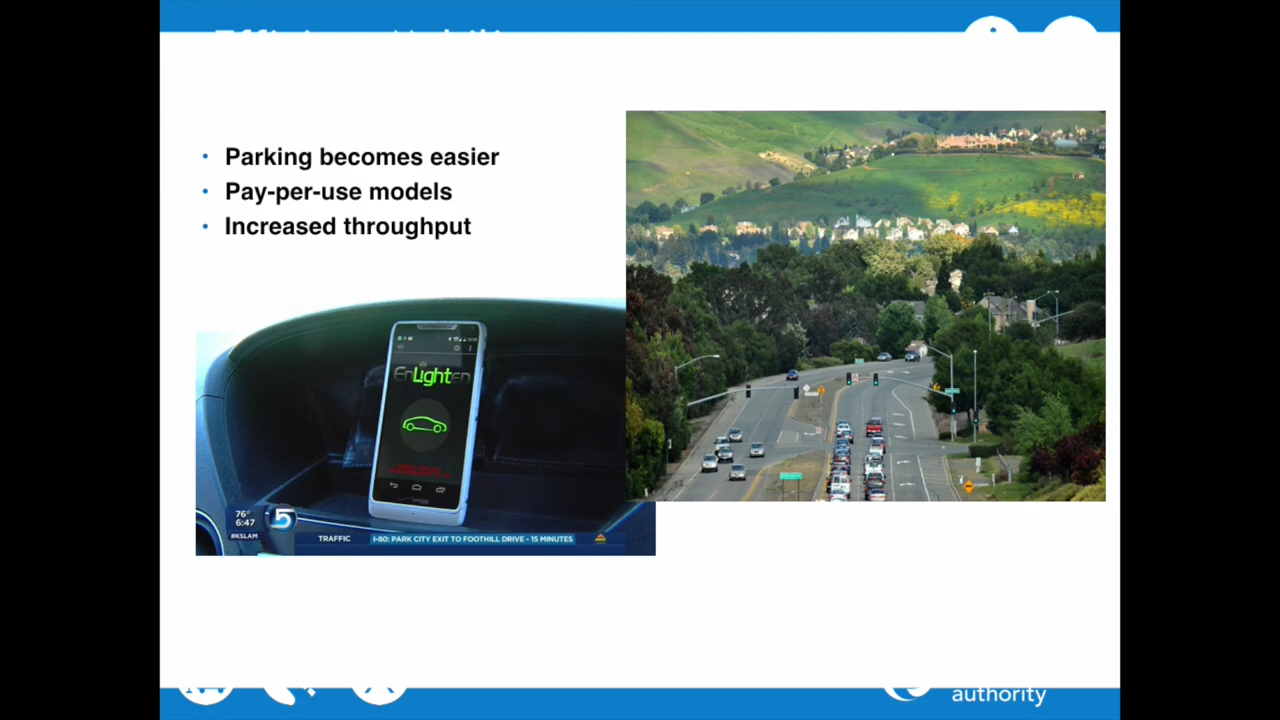 Parking becomes easier
Pay-per-use models
Increased throughput
EnLighten
76°
6:47
5
#KSLAM
TRAFFIC
I-80: PARK CITY EXIT TO FOOTHILL DRIVE - 15 MINUTES
authority